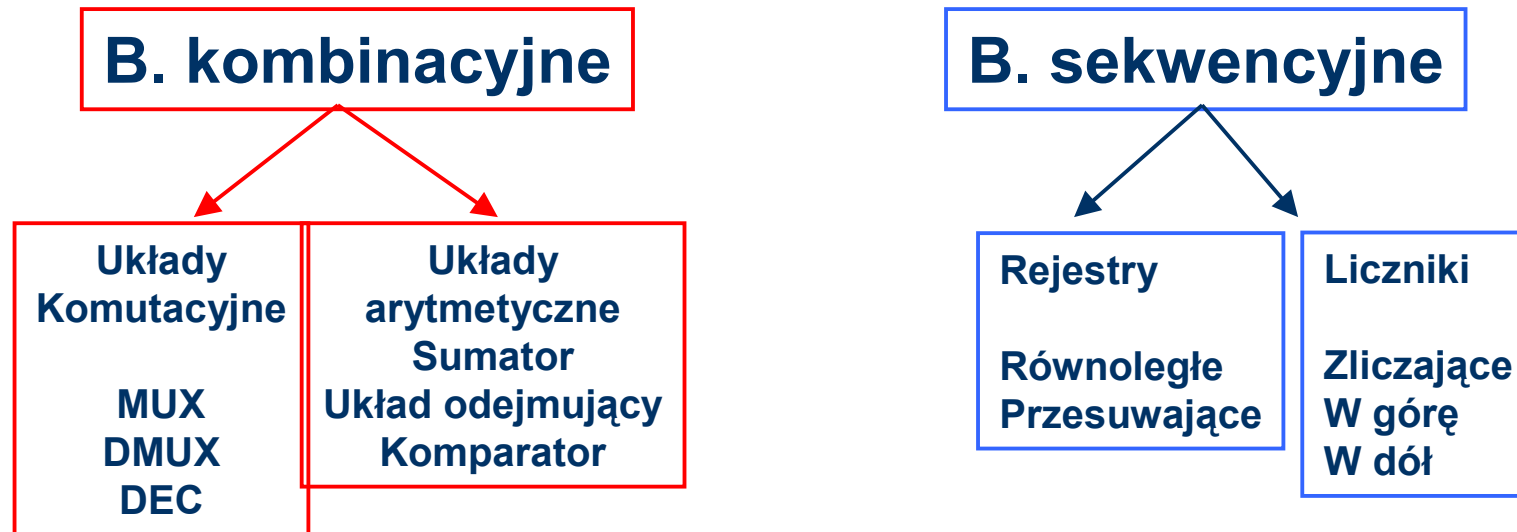 B. kombinacyjne
B. sekwencyjne
Układy
Komutacyjne
MUX
DMUX
DEC
Układy
arytmetyczne
Sumator
Układ odejmujący
Komparator
Rejestry
Równoległe
Przesuwające
Liczniki
Zliczające
W górę
W dół